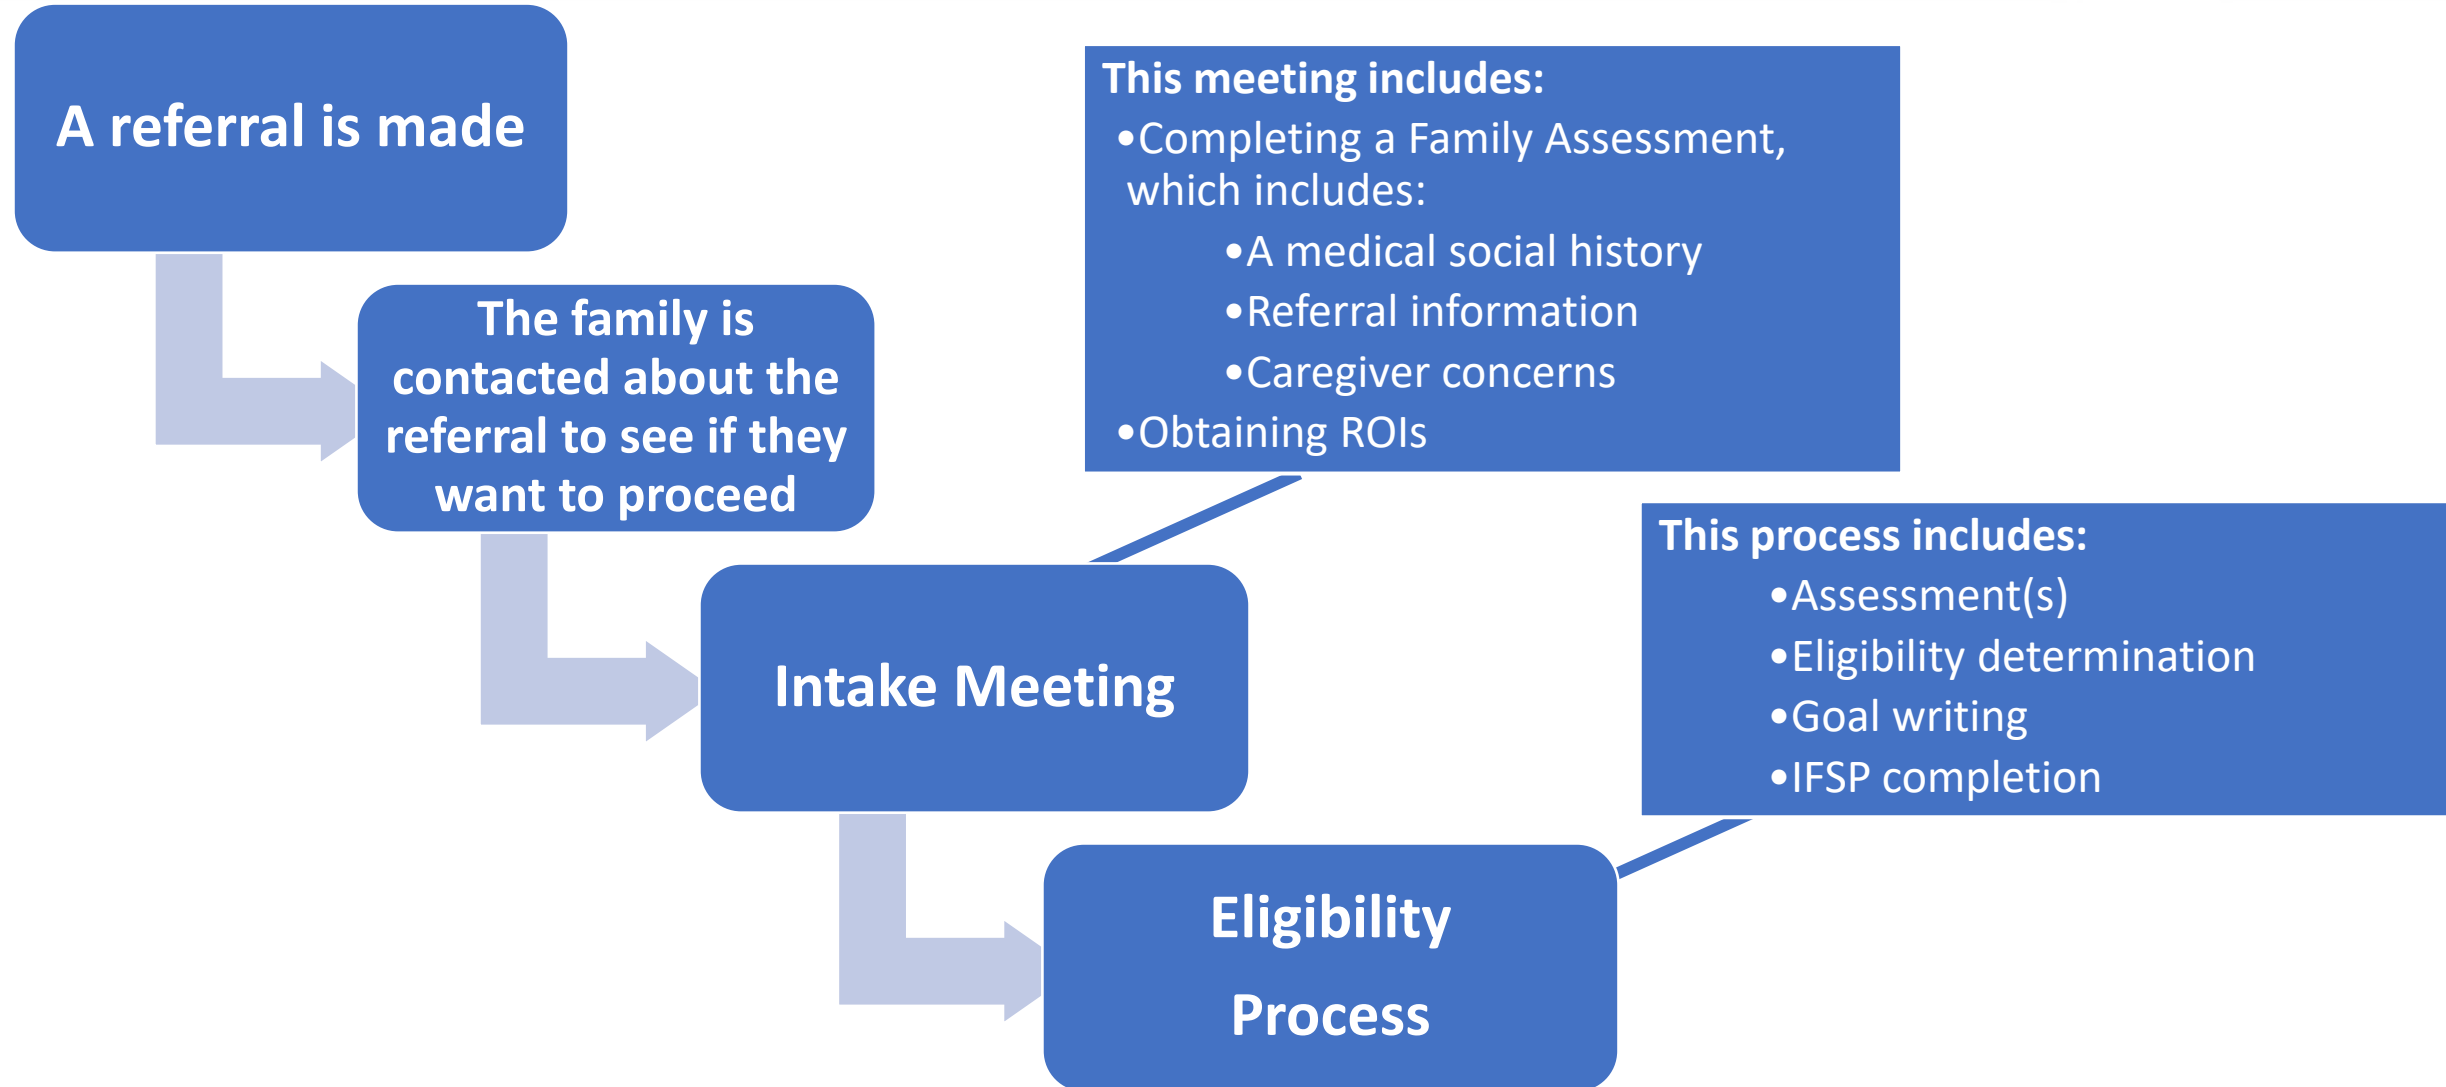 A referral is made
The family is
contacted about the
referral to see if they
want to proceed
Intake Meeting
Eligibility
Process
This meeting includes:
•Completing a Family Assessment,
which includes:
•A medical social history
•Referral information
•Caregiver concerns
•Obtaining ROIs
This process includes:
•Assessment(s)
•Eligibility determination
•Goal writing
•IFSP completion